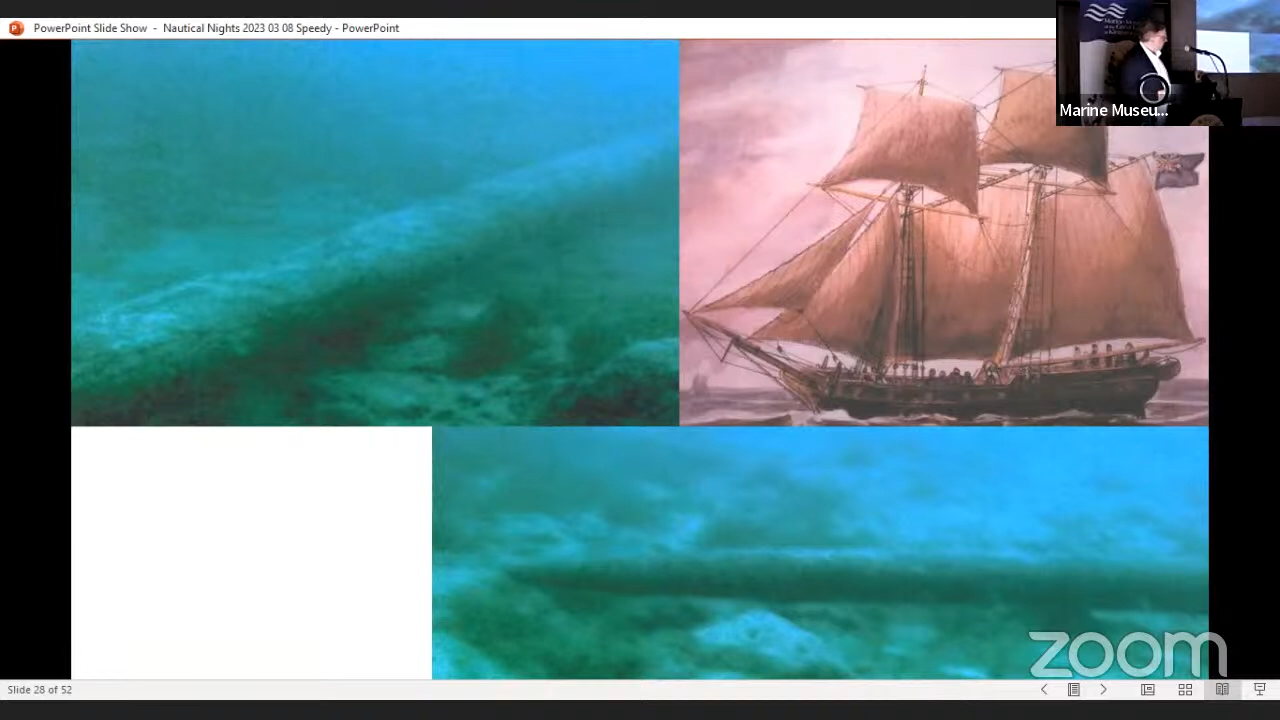 PowerPoint Slide Show - Nautical Nights 2023 03 08 Speedy - PowerPoint
Marine Museu...
zoom
Slide 28 of 52